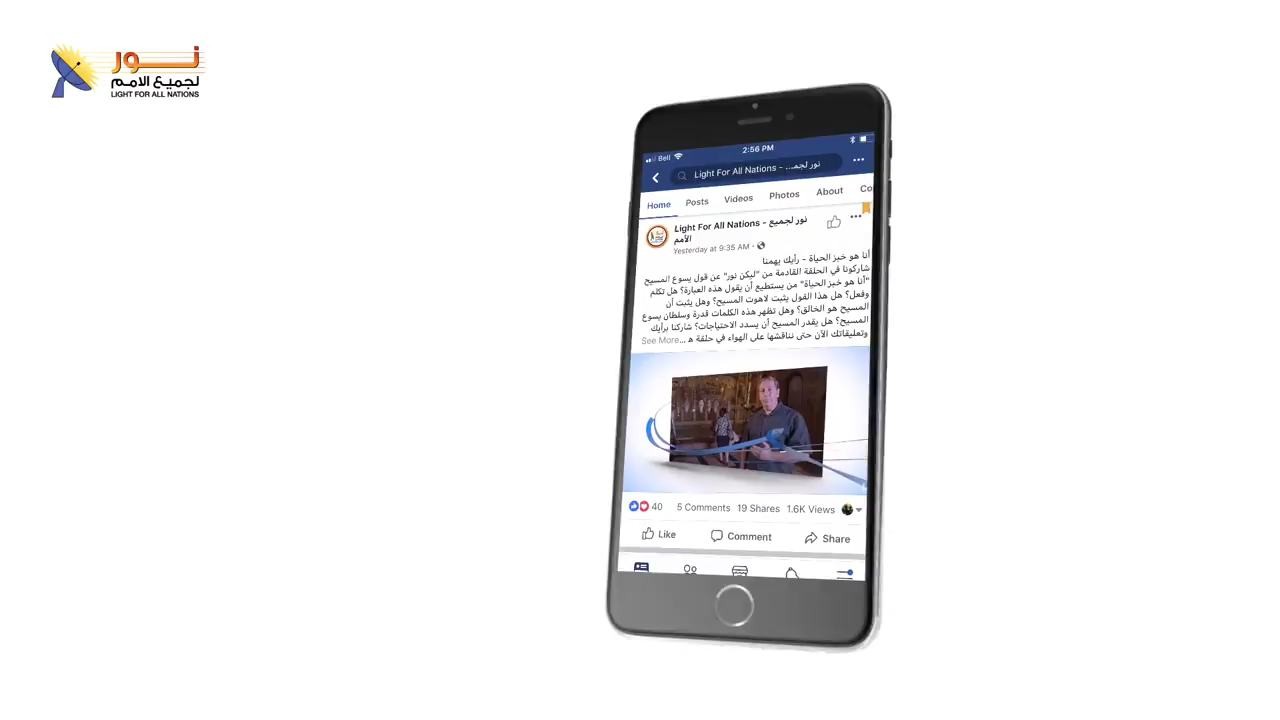 نور
لجميع الامم
LIGHT FOR ALL NATIONS
Bell
2:56 PM
Light For All Nations - ...نور لجمي
Home Posts Videos Photos About Co
Light For All Nations - نور لجميع
الأمم
Yesterday at 9:35 AM
أنا هو خبز الحياة - رأيك يهمنا
شاركونا في الحلقة القادمة من "ليكن نور" عن قول يسوع المسيح
"أنا هو خبز الحياة" من يستطيع أن يقول هذه العبارة؟ هل تكلم
وفعل؟ هل هذا القول يثبت لاهوت المسيح؟ وهل يثبت أن
المسيح هو الخالق؟ وهل تظهر هذه الكلمات قدرة وسلطان يسوع
المسيح؟ هل يقدر المسيح أن يسدد الاحتياجات؟ شاركنا برأيك
وتعليقاتك الآن حتى نناقشها على الهواء في حلقة ه ...See More
40 5 Comments 19 Shares 1.6K Views
Like Comment Share